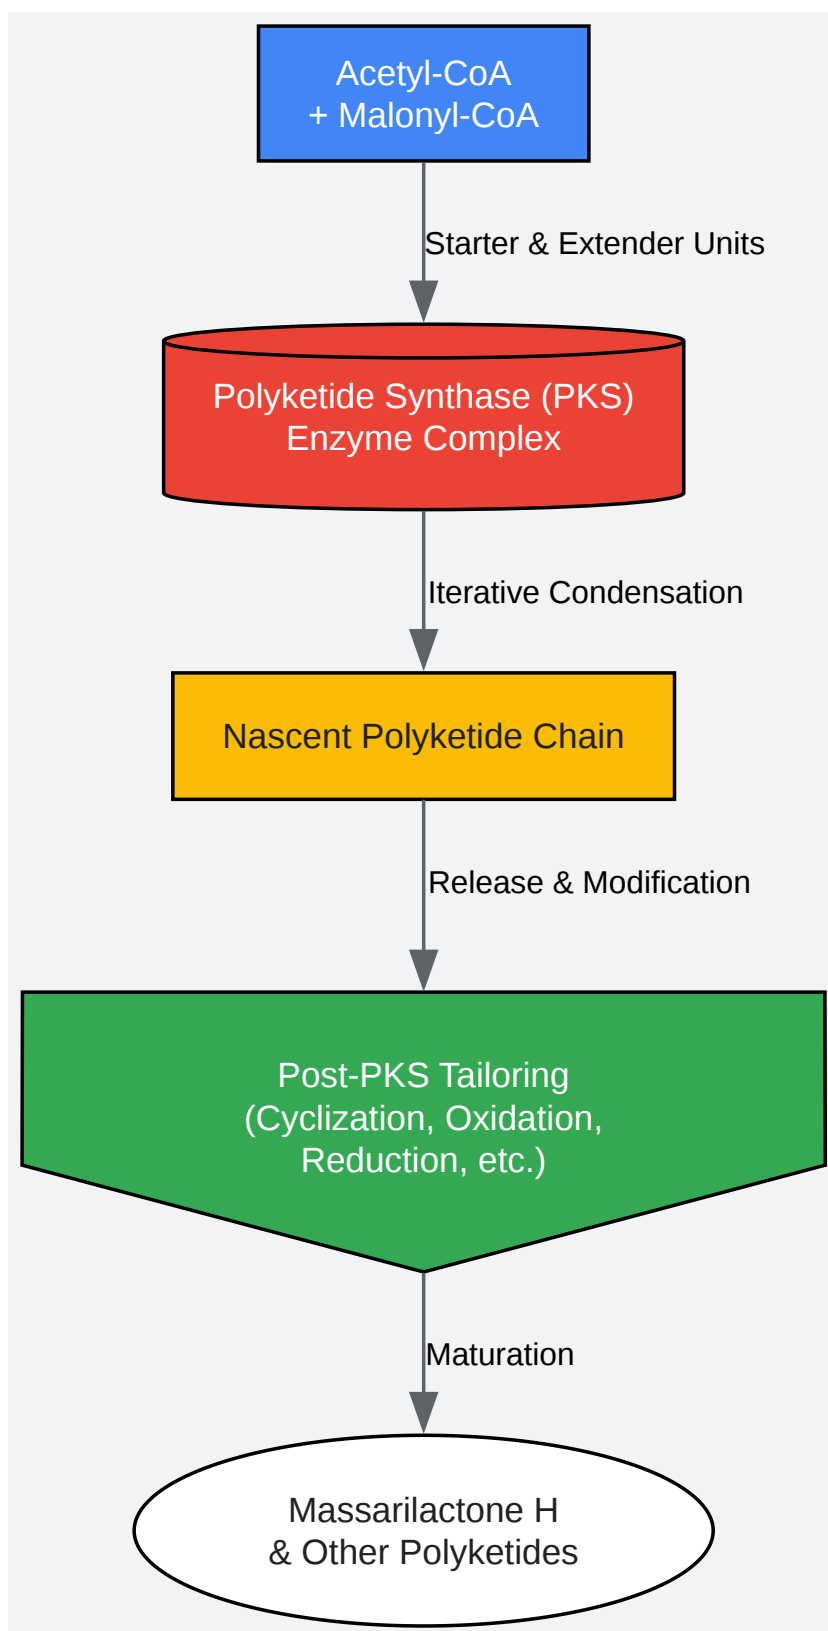 Acetyl-CoA
+ Malonyl-CoA
Starter & Extender Units
Polyketide Synthase (PKS)
Enzyme Complex
Iterative Condensation
Nascent Polyketide Chain
Release & Modification
Post-PKS Tailoring
(Cyclization, Oxidation,
Reduction, etc.)
Maturation
Massarilactone H
& Other Polyketides